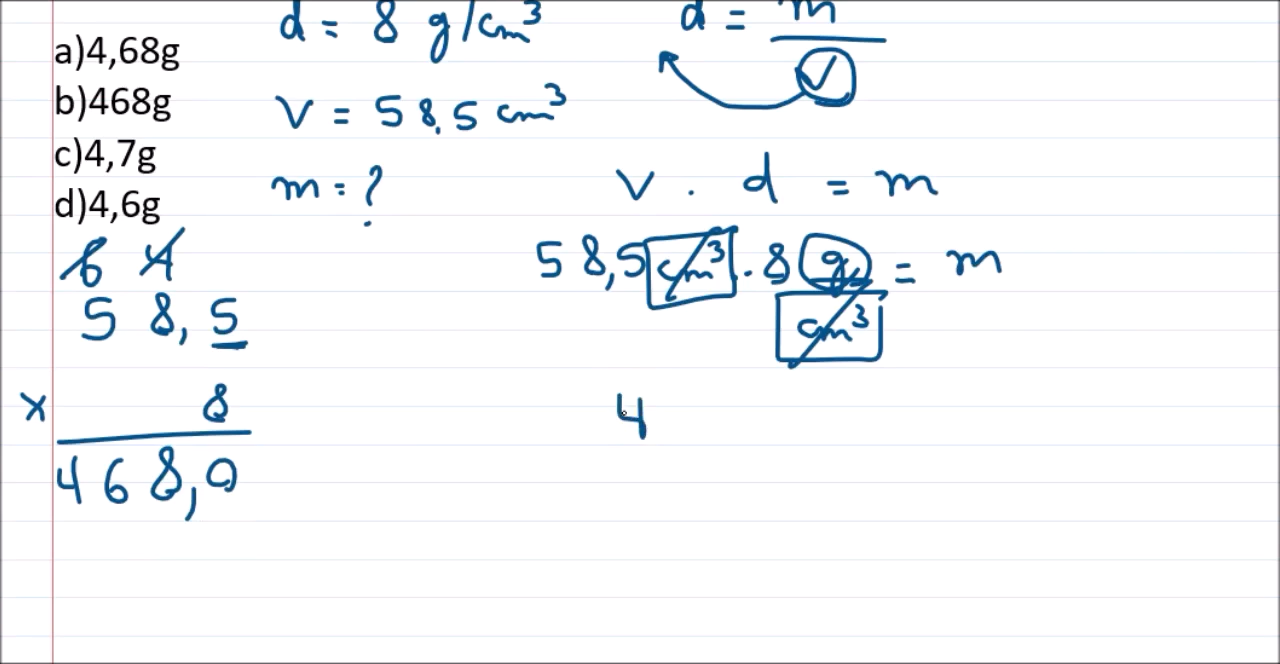 d = 8 g/cm³
d = m
V
a)4,68g
b)468g
c)4,7g
d)4,6g
V = 58,5 cm³
m = ?
V . d = m
58,5 cm³ . 8 g = m
cm³
6 4
58,5
x 8
468,0
4